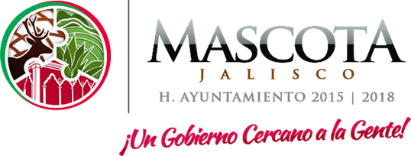 MASCOTA
JALISCO
H. AYUNTAMIENTO 2015 | 2018
¡Un Gobierno Cercano a la Gente!